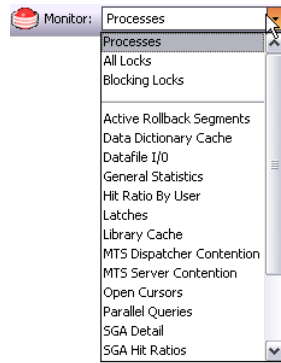 Monitor: Processes
Processes
All Locks
Blocking Locks
Active Rollback Segments
Data Dictionary Cache
Datafile I/0
General Statistics
Hit Ratio By User
Latches
Library Cache
MTS Dispatcher Contention
MTS Server Contention
Open Cursors
Parallel Queries
SGA Detail
SGA Hit Ratios